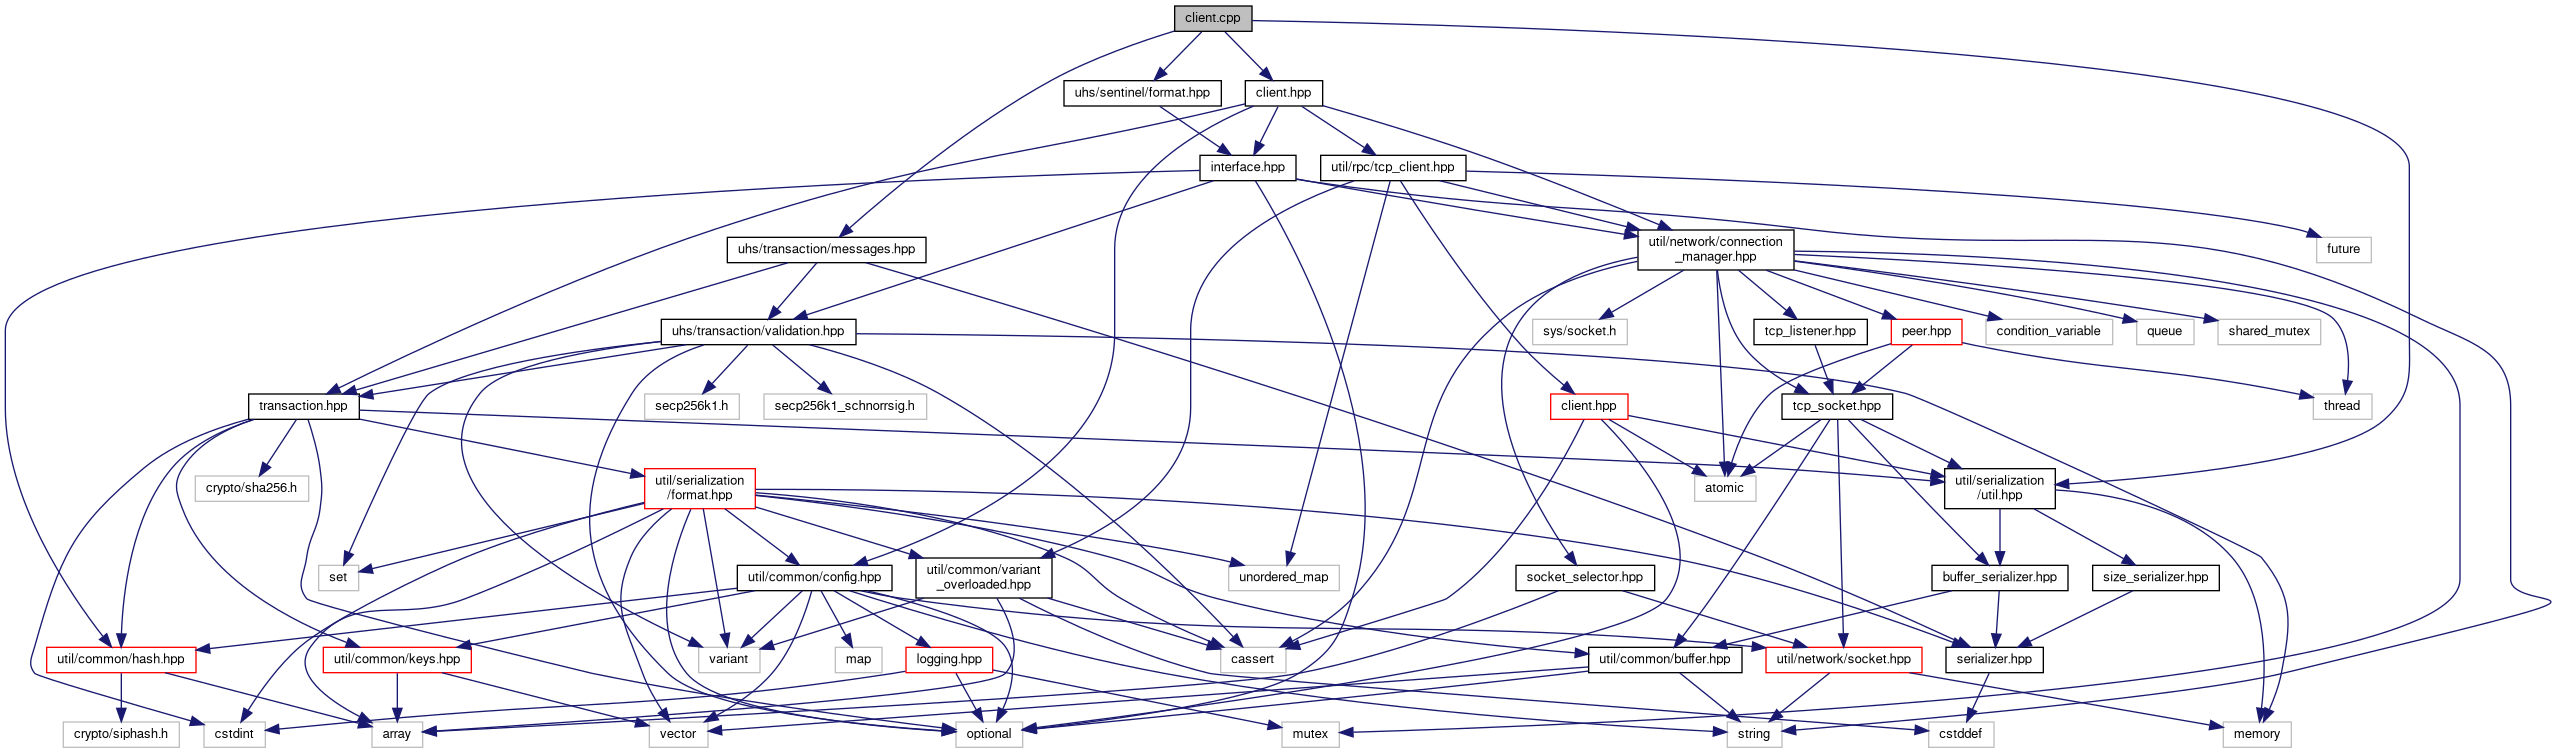 client.cpp
uhs/sentinel/format.hpp
client.hpp
interface.hpp
util/rpc/tcp_client.hpp
uhs/transaction/messages.hpp
util/network/connection
_manager.hpp
future
uhs/transaction/validation.hpp
sys/socket.h
tcp_listener.hpp
peer.hpp
condition_variable
queue
shared_mutex
transaction.hpp
secp256k1.h
secp256k1_schnorrsig.h
client.hpp
tcp_socket.hpp
thread
crypto/sha256.h
util/serialization
/format.hpp
atomic
util/serialization
/util.hpp
set
util/common/config.hpp
util/common/variant
_overloaded.hpp
unordered_map
socket_selector.hpp
buffer_serializer.hpp
size_serializer.hpp
util/common/hash.hpp
util/common/keys.hpp
variant
map
logging.hpp
cassert
util/common/buffer.hpp
util/network/socket.hpp
serializer.hpp
crypto/siphash.h
cstdint
array
vector
optional
mutex
string
cstddef
memory